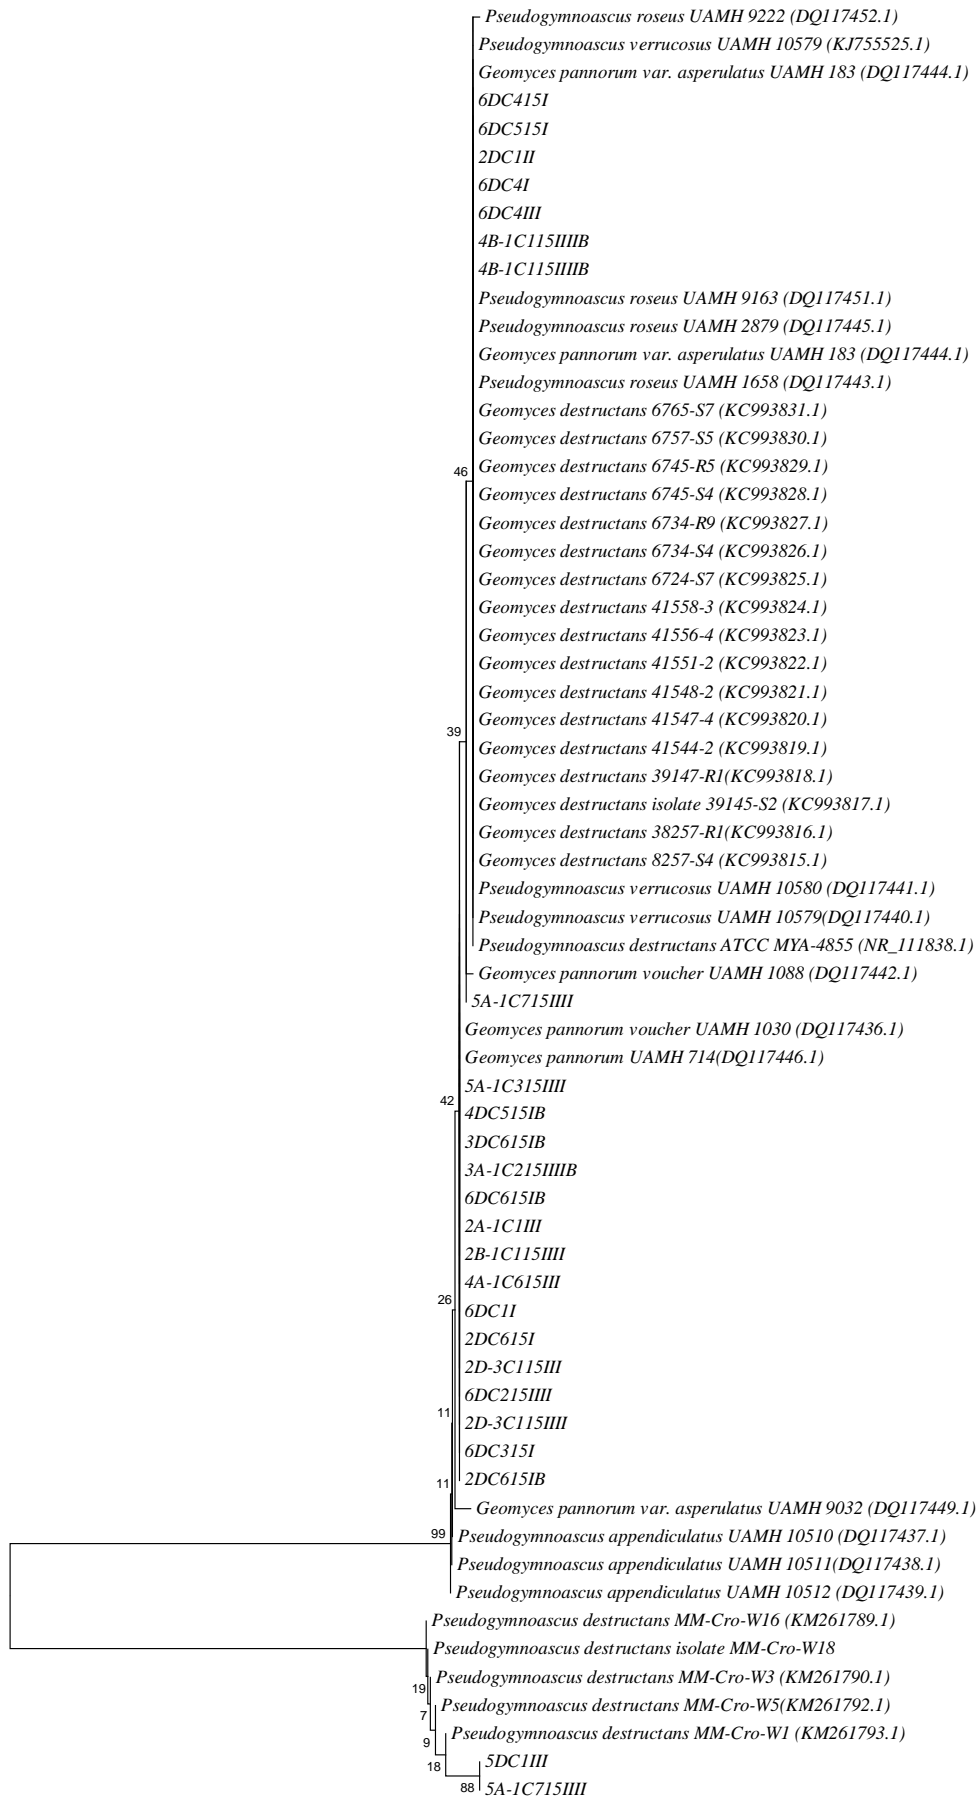 Pseudogymnoascus roseus UAMH 9222 (DQ117452.1)
Pseudogymnoascus verrucosus UAMH 10579 (KJ755525.1)
Geomyces pannorum var. asperulatus UAMH 183 (DQ117444.1)
6DC415I
6DC515I
2DC1II
6DC4I
6DC4III
4B-1C115IIIIB
4B-1C115IIIIB
Pseudogymnoascus roseus UAMH 9163 (DQ117451.1)
Pseudogymnoascus roseus UAMH 2879 (DQ117445.1)
Geomyces pannorum var. asperulatus UAMH 183 (DQ117444.1)
Pseudogymnoascus roseus UAMH 1658 (DQ117443.1)
Geomyces destructans 6765-S7 (KC993831.1)
Geomyces destructans 6757-S5 (KC993830.1)
46 Geomyces destructans 6745-R5 (KC993829.1)
Geomyces destructans 6745-S4 (KC993828.1)
Geomyces destructans 6734-R9 (KC993827.1)
Geomyces destructans 6734-S4 (KC993826.1)
Geomyces destructans 6724-S7 (KC993825.1)
Geomyces destructans 41558-3 (KC993824.1)
Geomyces destructans 41556-4 (KC993823.1)
Geomyces destructans 41551-2 (KC993822.1)
Geomyces destructans 41548-2 (KC993821.1)
Geomyces destructans 41547-4 (KC993820.1)
39
Geomyces destructans 41544-2 (KC993819.1)
Geomyces destructans 39147-R1(KC993818.1)
Geomyces destructans isolate 39145-S2 (KC993817.1)
Geomyces destructans 38257-R1(KC993816.1)
Geomyces destructans 8257-S4 (KC993815.1)
Pseudogymnoascus verrucosus UAMH 10580 (DQ117441.1)
Pseudogymnoascus verrucosus UAMH 10579(DQ117440.1)
Pseudogymnoascus destructans ATCC MYA-4855 (NR_111838.1)
Geomyces pannorum voucher UAMH 1088 (DQ117442.1)
5A-1C715IIII
Geomyces pannorum voucher UAMH 1030 (DQ117436.1)
Geomyces pannorum UAMH 714(DQ117446.1)
5A-1C315IIII
42
4DC515IB
3DC615IB
3A-1C215IIIIB
6DC615IB
2A-1C1III
2B-1C115IIII
4A-1C615III
26
6DC1I
2DC615I
2D-3C115III
6DC215IIII
11
2D-3C115IIII
6DC315I
2DC615IB
11
Geomyces pannorum var. asperulatus UAMH 9032 (DQ117449.1)
99 Pseudogymnoascus appendiculatus UAMH 10510 (DQ117437.1)
Pseudogymnoascus appendiculatus UAMH 10511(DQ117438.1)
Pseudogymnoascus appendiculatus UAMH 10512 (DQ117439.1)
Pseudogymnoascus destructans MM-Cro-W16 (KM261789.1)
Pseudogymnoascus destructans isolate MM-Cro-W18
Pseudogymnoascus destructans MM-Cro-W3 (KM261790.1)
19
Pseudogymnoascus destructans MM-Cro-W5(KM261792.1)
7
Pseudogymnoascus destructans MM-Cro-W1 (KM261793.1)
9
5DC1III
18
88 5A-1C715IIII